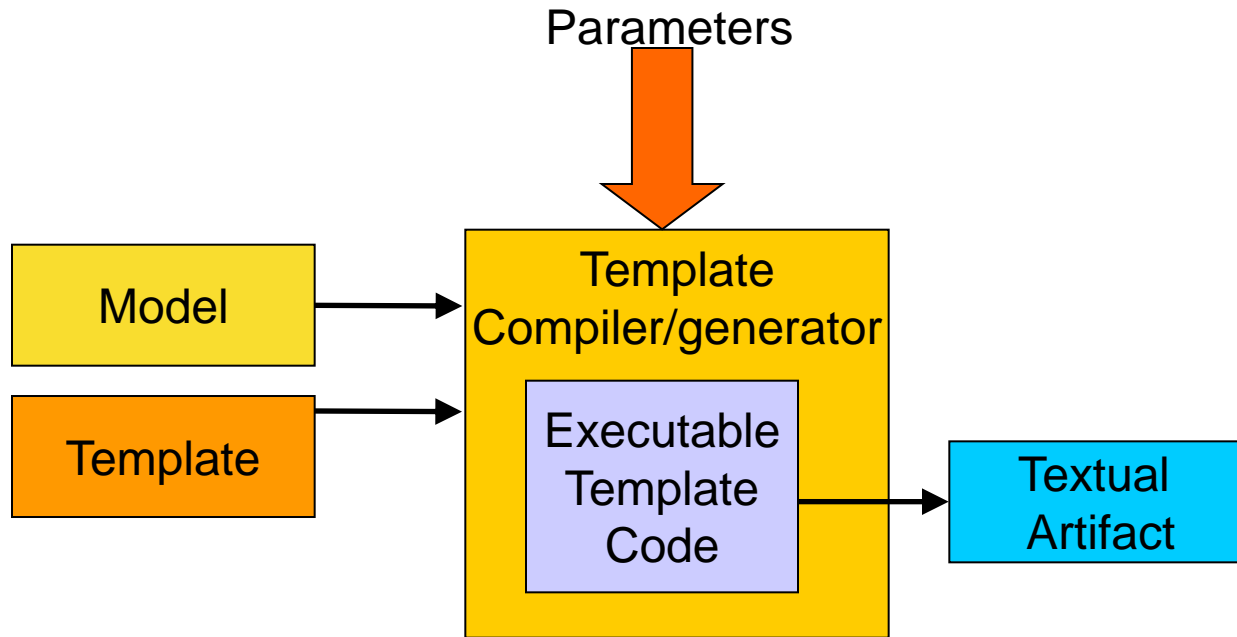 Parameters
Model
Template
Template
Compiler/generator
Executable
Template
Code
Textual
Artifact